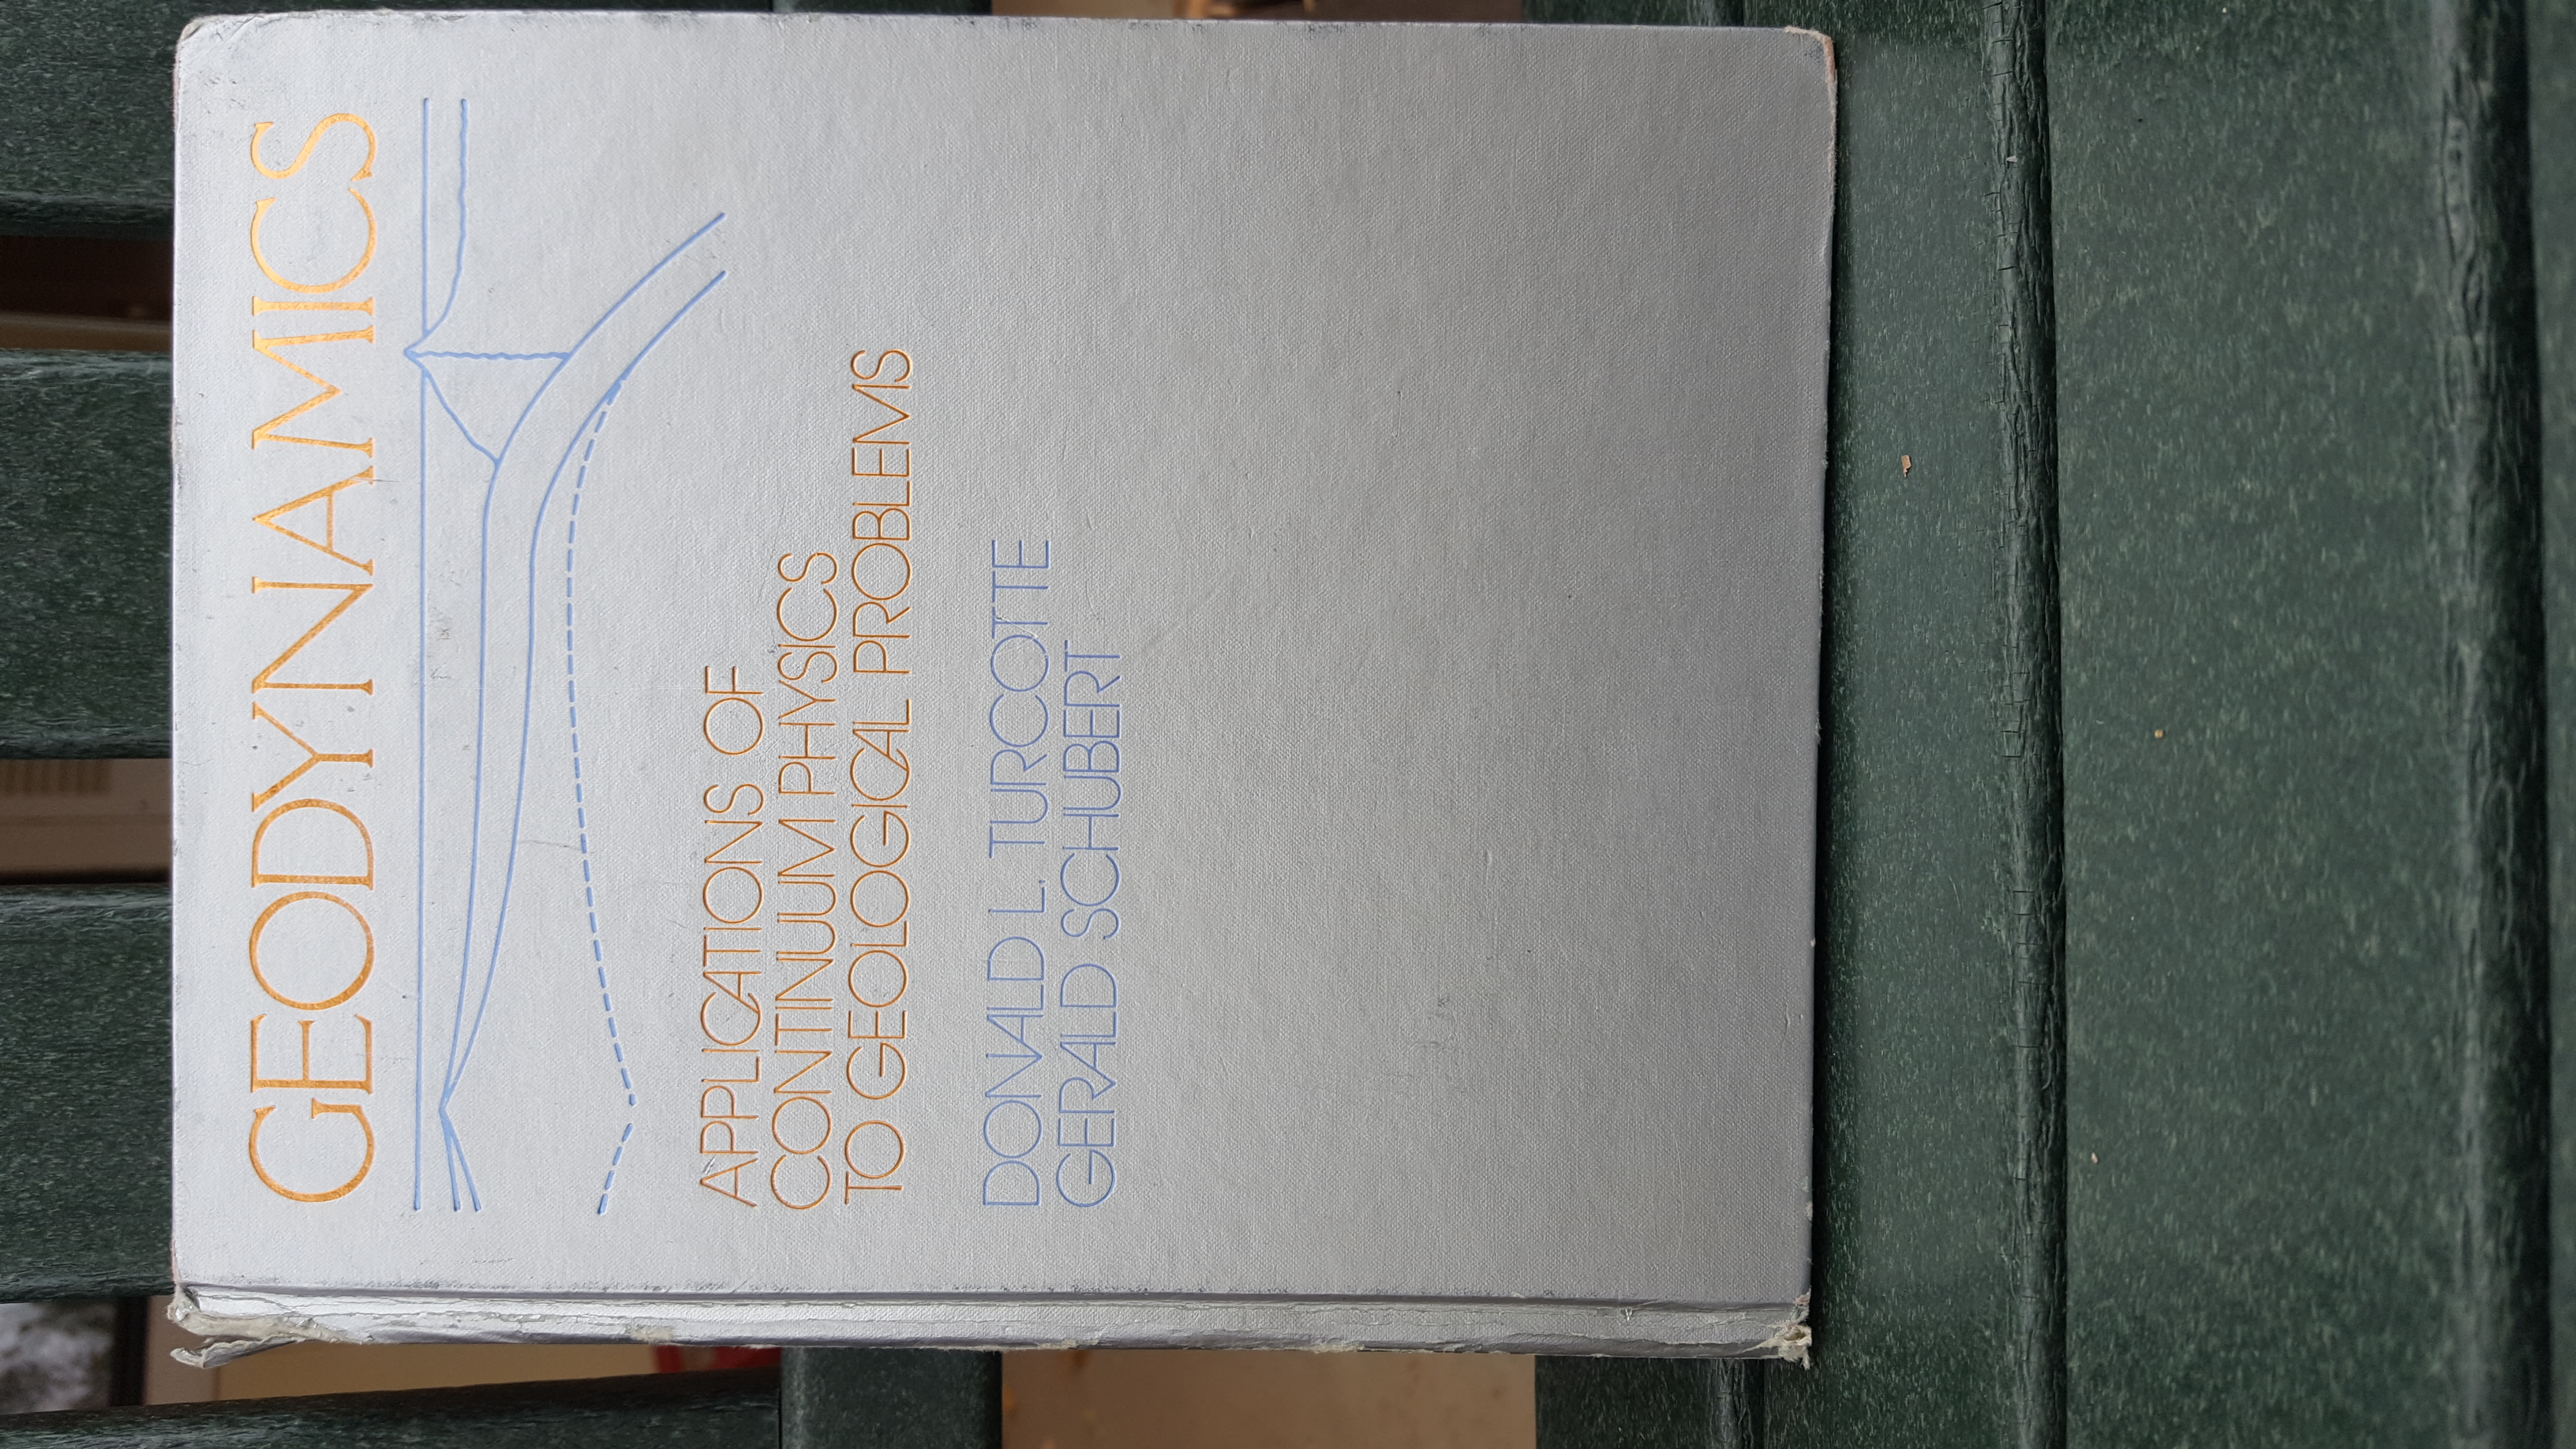 GEODYNAMICS
APPLICATIONS OF
CONTINUUM PHYSICS
TO GEOLOGICAL PROBLEMS
DONALD L. TURCOTTE
GERALD SCHUBERT